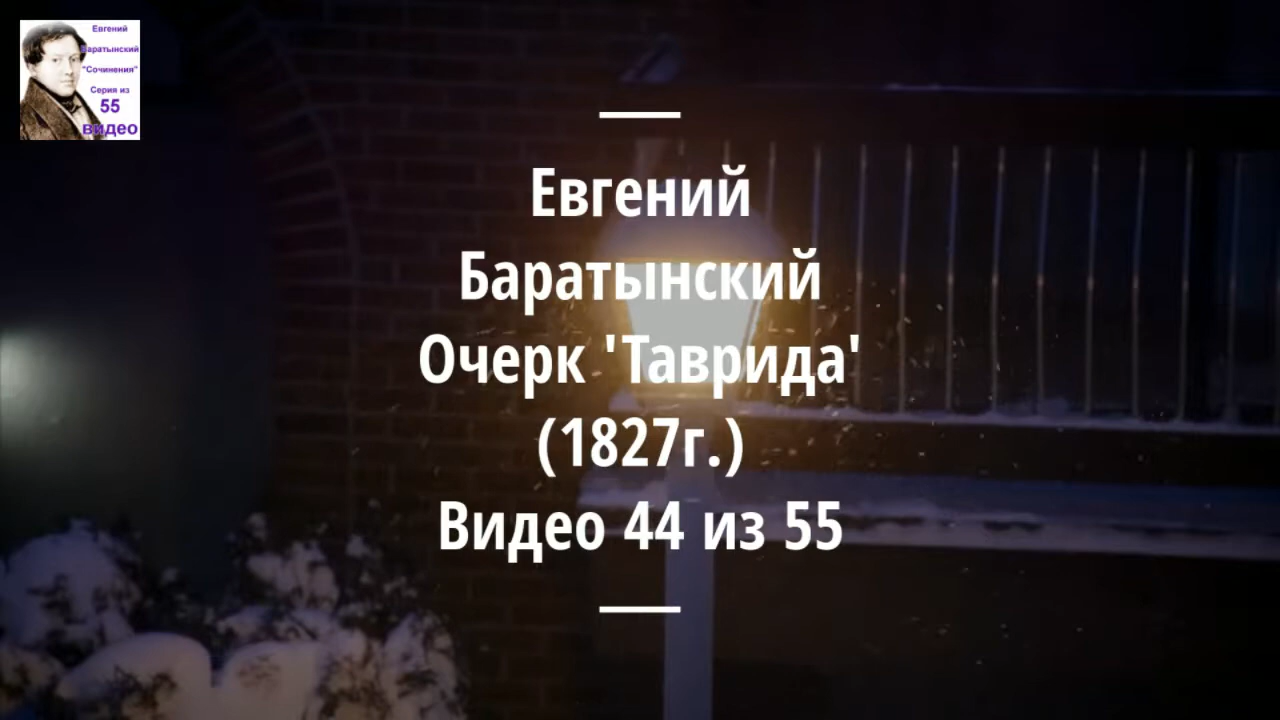 Евгений
Баратынский
"Сочинения"
Серия из
55
видео
Евгений
Баратынский
Очерк 'Таврида'
(1827г.)
Видео 44 из 55